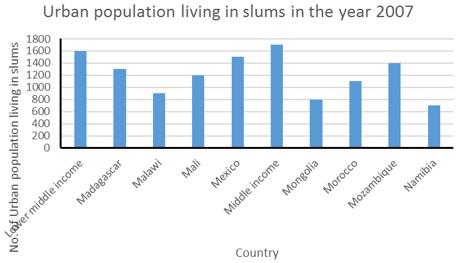 Urban population living in slums in the year 2007
No. of Urban population living in slums
1800
1600
1400
1200
1000
800
600
400
200
0
Lower middle income
Madagascar
Malawi
Mali
Mexico
Middle income
Mongolia
Morocco
Mozambique
Namibia
Country